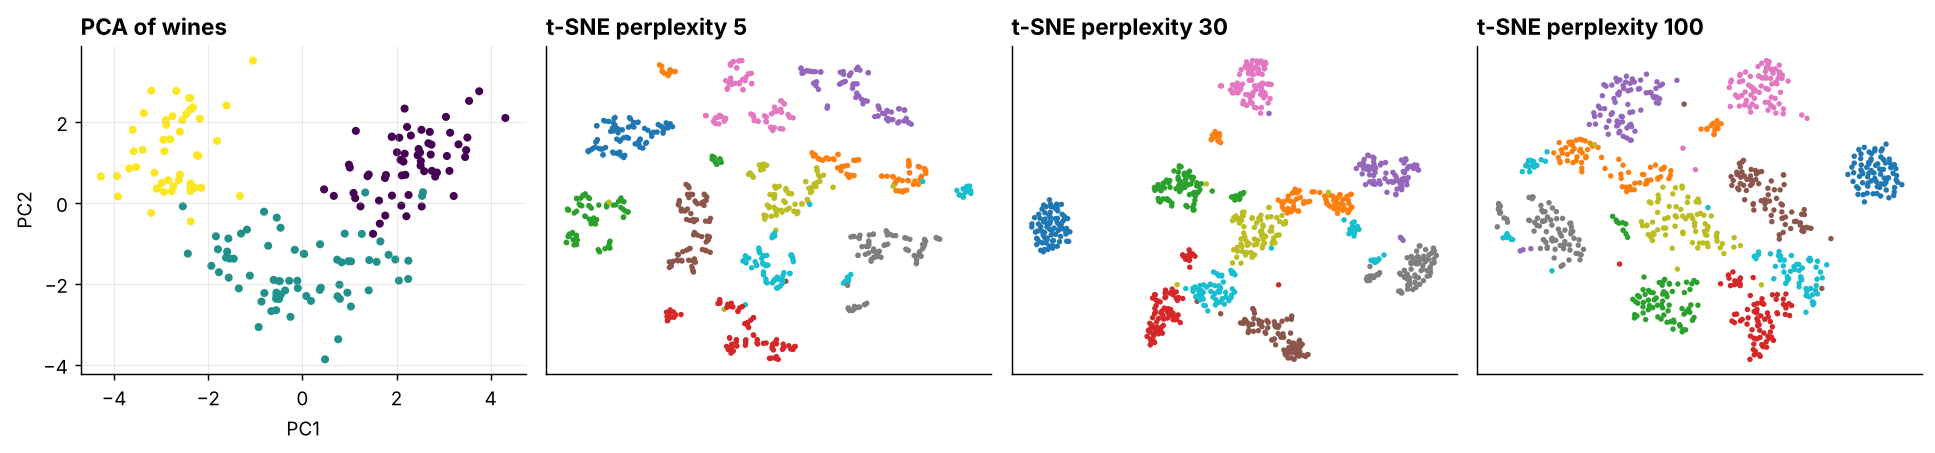 PCA of wines
t-SNE perplexity 5
t-SNE perplexity 30
t-SNE perplexity 100
PC2
2
0
−2
−4
−4
−2
0
2
4
PC1